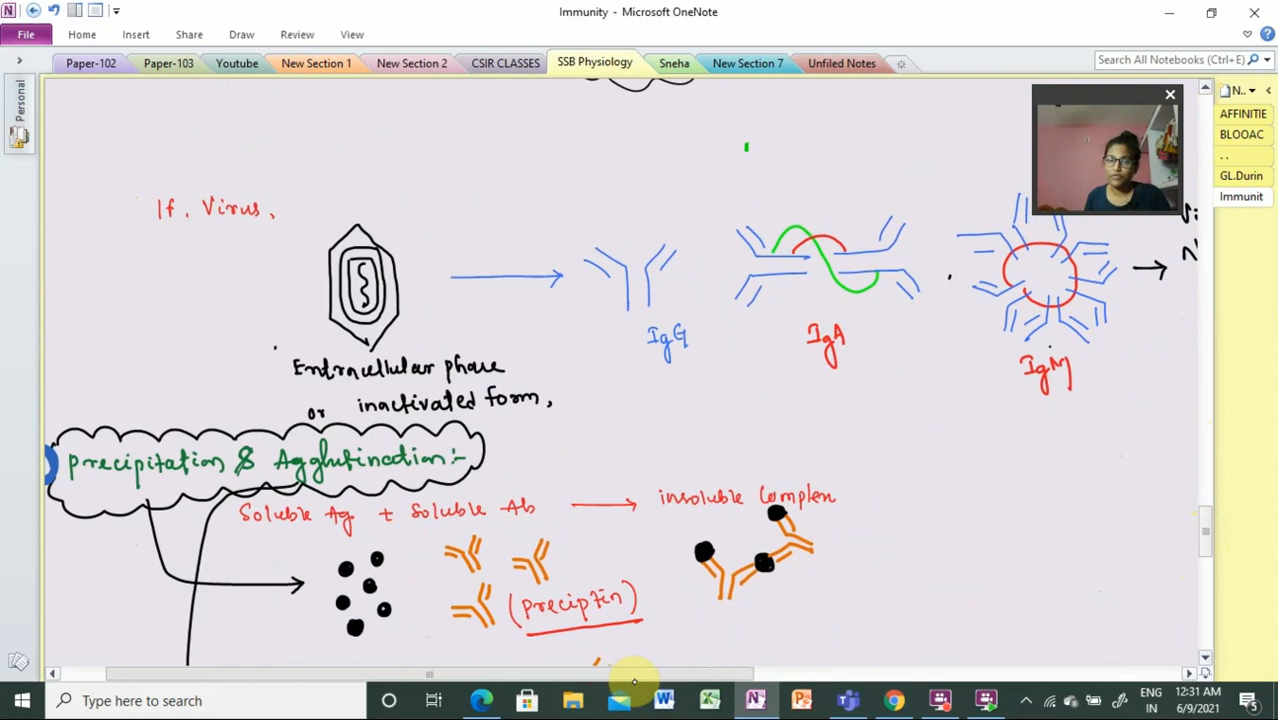 Immunity - Microsoft OneNote
File Home Insert Share Draw Review View
Paper-102 Paper-103 Youtube New Section 1 New Section 2 CSIR CLASSES SSB Physiology Sneha New Section 7 Unfiled Notes
Search All Notebooks (Ctrl+E)
Personal
N..
AFFINITIE
BLOOAC
. .
GL.Durin
Immunit
If. Virus.
IgG
IgA
IgM
Extracellular phase
or inactivated form,
Precipitation & Agglutination:-
Soluble Ag + Soluble Ab
insoluble Complex
(Preciptin)
Type here to search
ENG
IN
12:31 AM
6/9/2021
5